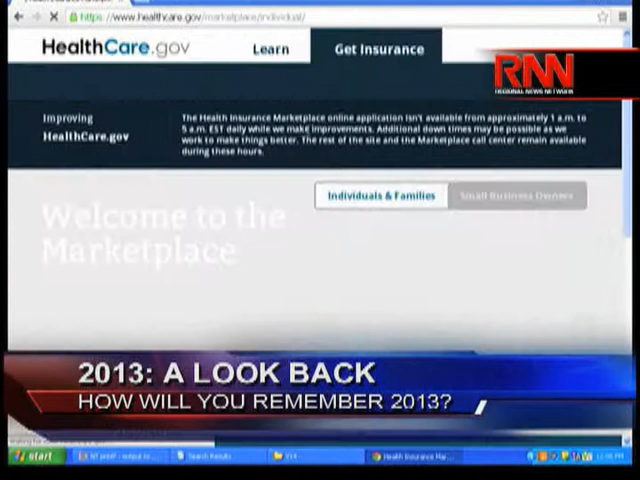 https://www.healthcare.gov/marketplace/individual/
HealthCare.gov
Learn
Get Insurance
RNN
REGIONAL NEWS NETWORK
Improving
HealthCare.gov
The Health Insurance Marketplace online application isn't available from approximately 1 a.m. to
5 a.m. EST daily while we make improvements. Additional down times may be possible as we
work to make things better. The rest of the site and the Marketplace call center remain available
during these hours.
Individuals & Families
Small Business Owners
Welcome to the
Marketplace
2013: A LOOK BACK
HOW WILL YOU REMEMBER 2013?
start
Search Results
Health Insurance Mar...